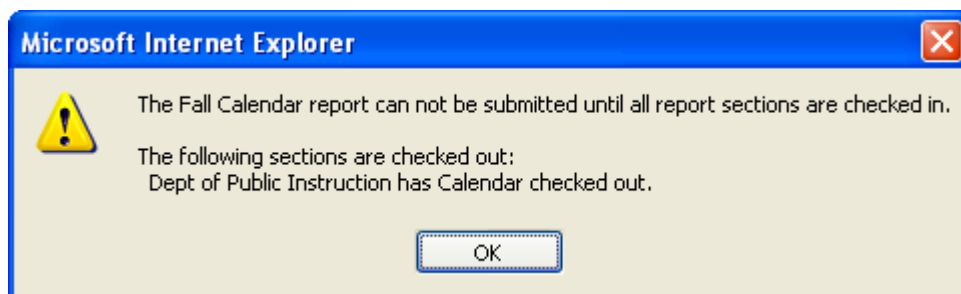 Microsoft Internet Explorer
The Fall Calendar report can not be submitted until all report sections are checked in.
The following sections are checked out:
Dept of Public Instruction has Calendar checked out.
OK